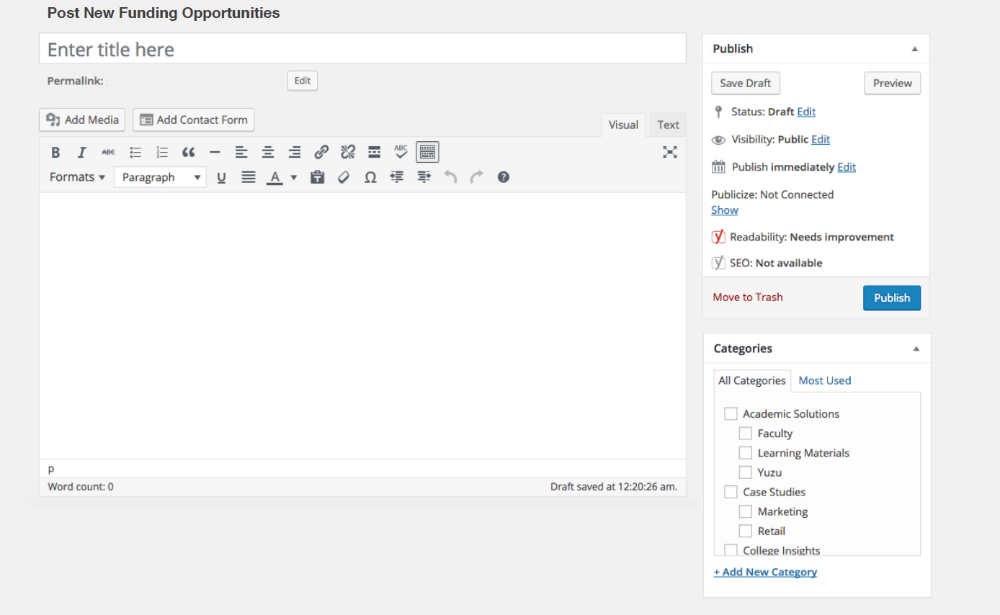 Post New Funding Opportunities
Enter title here
Permalink:
Edit
Add Media
Add Contact Form
Visual
Text
B I ABC ABC
Formats
Paragraph
U A Ω ?
p
Word count: 0
Draft saved at 12:20:26 am.
Publish
Save Draft
Preview
Status: Draft Edit
Visibility: Public Edit
Publish immediately Edit
Publicize: Not Connected
Show
Readability: Needs improvement
SEO: Not available
Move to Trash
Publish
Categories
All Categories
Most Used
Academic Solutions
Faculty
Learning Materials
Yuzu
Case Studies
Marketing
Retail
College Insights
+ Add New Category